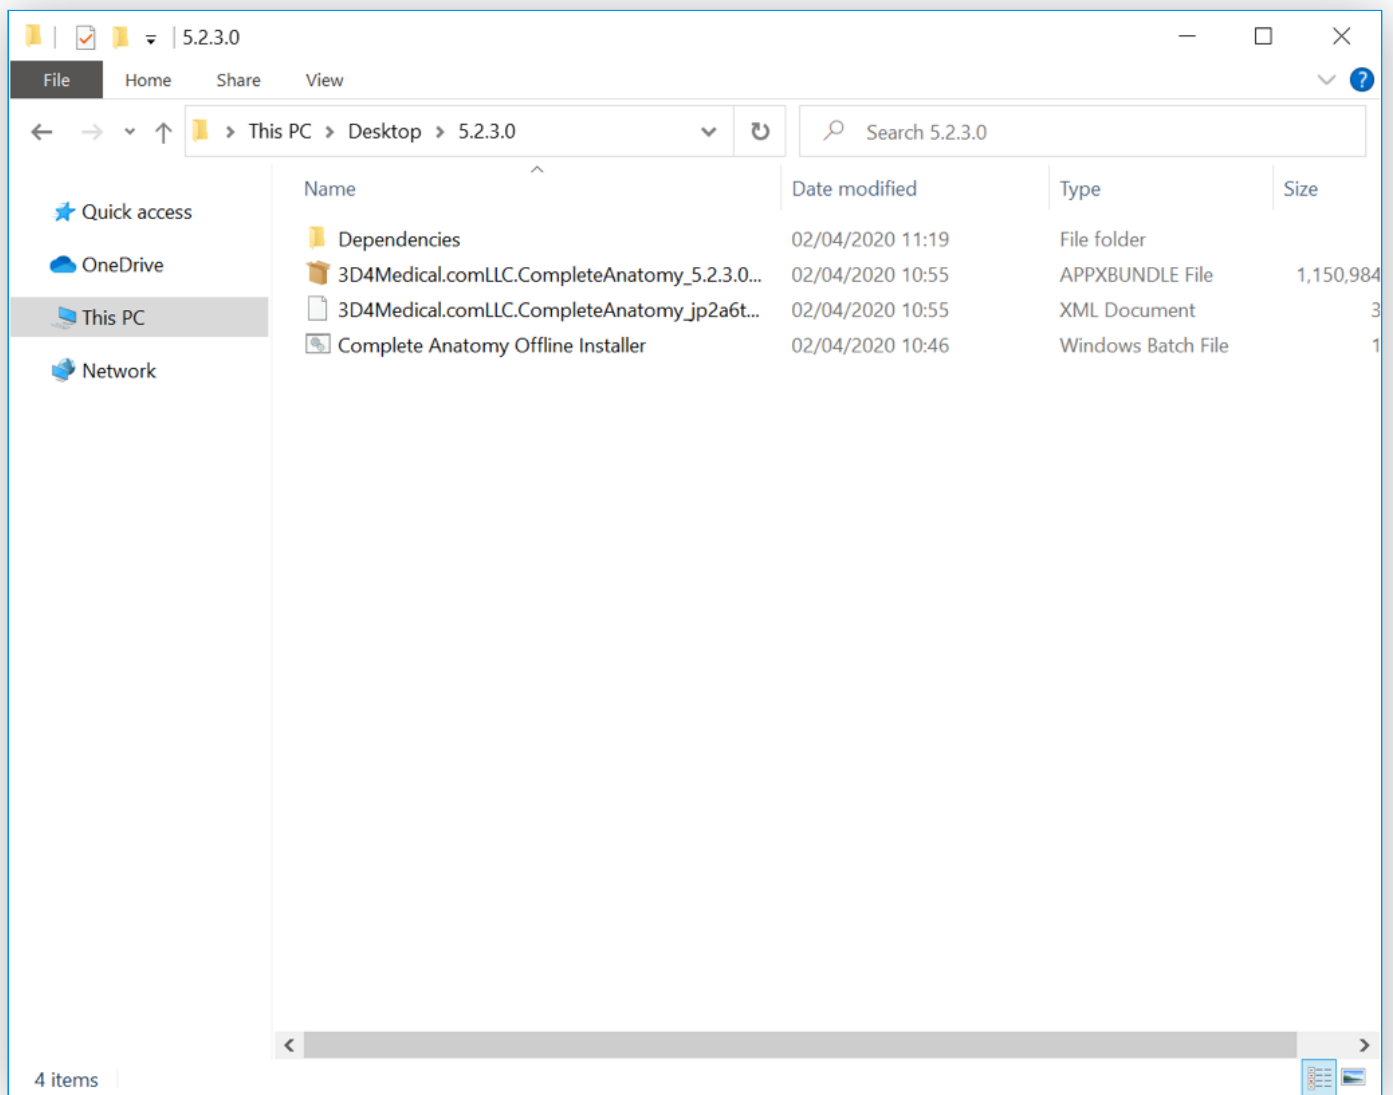 5.2.3.0
File Home Share View
This PC > Desktop > 5.2.3.0 Search 5.2.3.0
Name Date modified Type Size
Quick access
OneDrive
This PC
Network
Dependencies 02/04/2020 11:19 File folder
3D4Medical.comLLC.CompleteAnatomy_5.2.3.0... 02/04/2020 10:55 APPXBUNDLE File 1,150,984
3D4Medical.comLLC.CompleteAnatomy_jp2a6t... 02/04/2020 10:55 XML Document 3
Complete Anatomy Offline Installer 02/04/2020 10:46 Windows Batch File 1
4 items